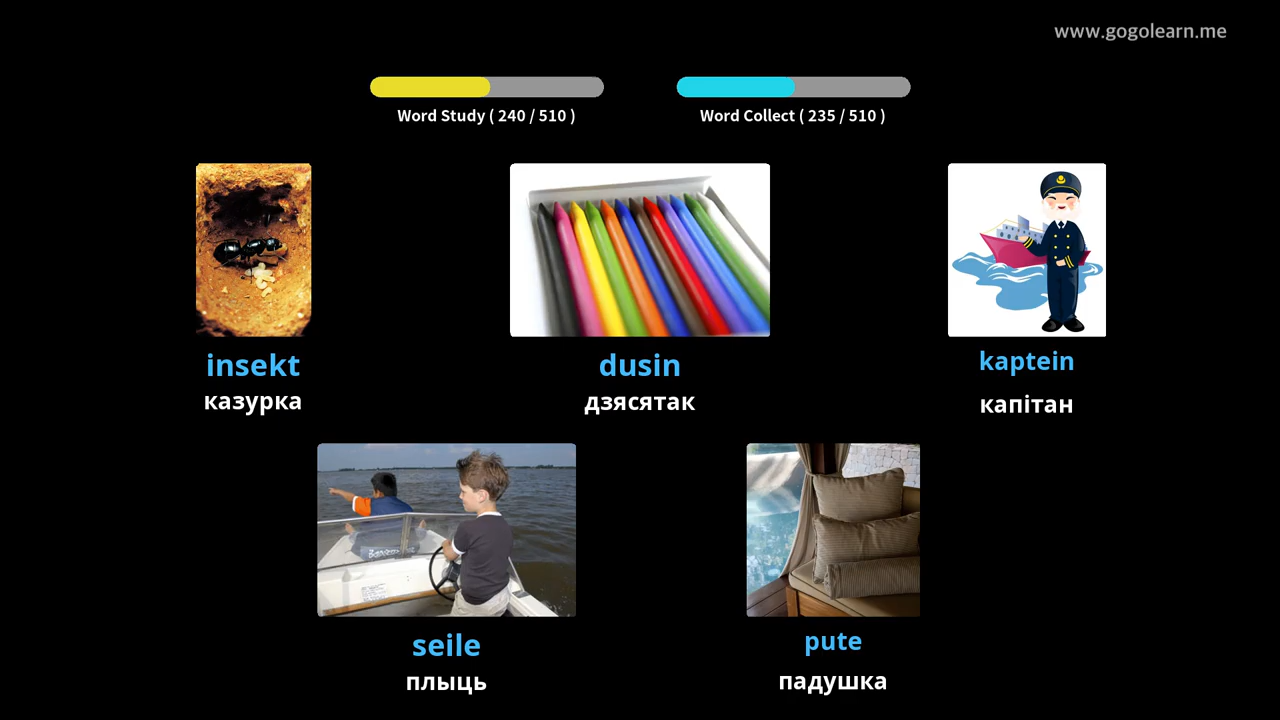 www.gogolearn.me
Word Study ( 240 / 510 )
Word Collect ( 235 / 510 )
insekt
казурка
dusin
дзясятак
kaptein
капітан
seile
плыць
pute
падушка